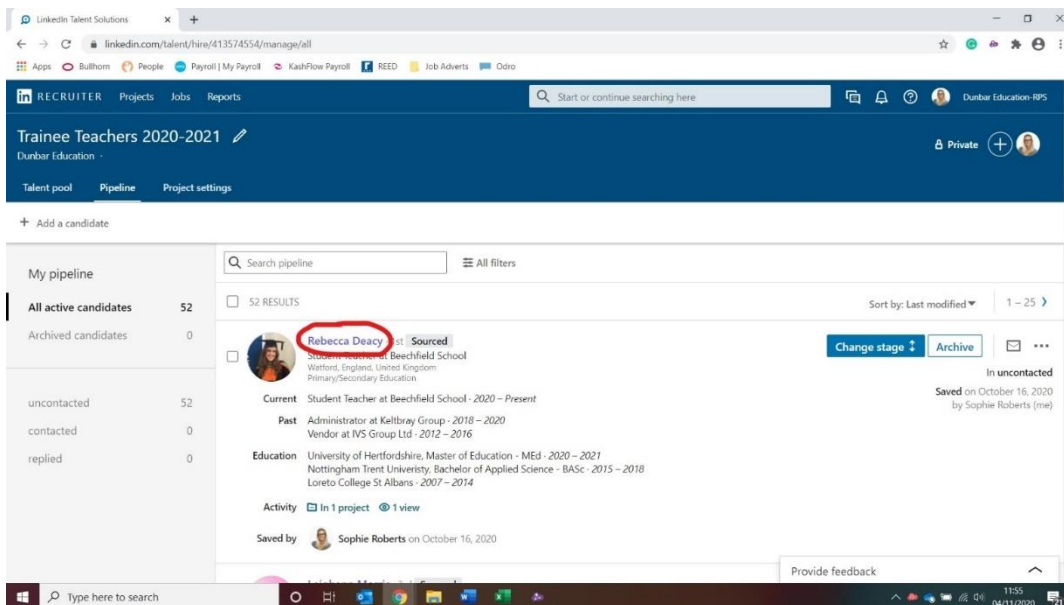 LinkedIn Talent Solutions
linkedin.com/talent/hire/413574554/manage/all
Apps Bullhorn People Payroll | My Payroll KashFlow Payroll REED Job Adverts Odro
in RECRUITER Projects Jobs Reports
Start or continue searching here
Dunbar Education-RPS
Trainee Teachers 2020-2021
Dunbar Education ·
Private
Talent pool Pipeline Project settings
+ Add a candidate
My pipeline
All active candidates 52
Archived candidates 0
uncontacted 52
contacted 0
replied 0
Search pipeline
All filters
52 RESULTS
Sort by: Last modified
1 – 25
Rebecca Deacy Sourced
Student Teacher at Beechfield School
Watford, England, United Kingdom
Primary/Secondary Education
Change stage Archive
In uncontacted
Saved on October 16, 2020
by Sophie Roberts (me)
Current Student Teacher at Beechfield School · 2020 – Present
Past Administrator at Keltbray Group · 2018 – 2020
Vendor at IVS Group Ltd · 2012 – 2016
Education University of Hertfordshire, Master of Education - MEd · 2020 – 2021
Nottingham Trent Univeristy, Bachelor of Applied Science - BASc · 2015 – 2018
Loreto College St Albans · 2007 – 2014
Activity In 1 project 1 view
Saved by Sophie Roberts on October 16, 2020
Provide feedback
Type here to search
11:55
04/11/2020